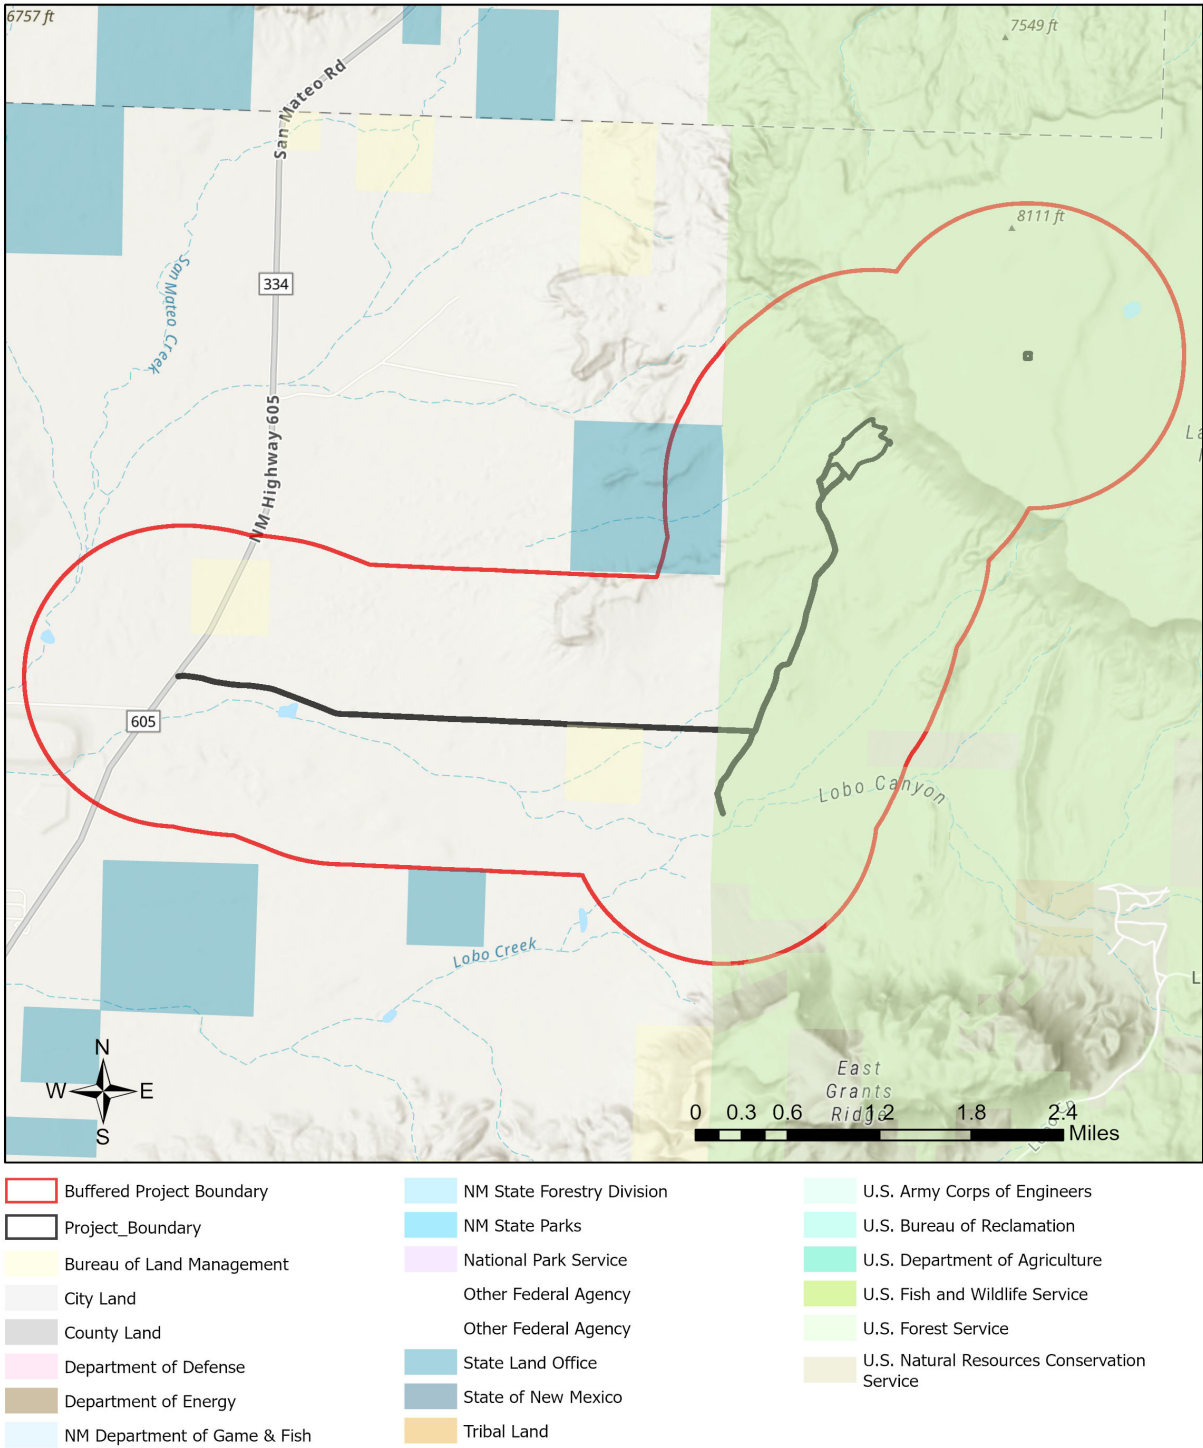 6757 ft
7549 ft
San Mateo Rd
8111 ft
San Mateo Creek
334
NM Highway 605
La
605
Lobo Canyon
Lobo Creek
L
N
W E
S
East
Grants
Ridge
0 0.3 0.6 1.2 1.8 2.4
Miles
Buffered Project Boundary
Project_Boundary
Bureau of Land Management
City Land
County Land
Department of Defense
Department of Energy
NM Department of Game & Fish
NM State Forestry Division
NM State Parks
National Park Service
Other Federal Agency
Other Federal Agency
State Land Office
State of New Mexico
Tribal Land
U.S. Army Corps of Engineers
U.S. Bureau of Reclamation
U.S. Department of Agriculture
U.S. Fish and Wildlife Service
U.S. Forest Service
U.S. Natural Resources Conservation
Service